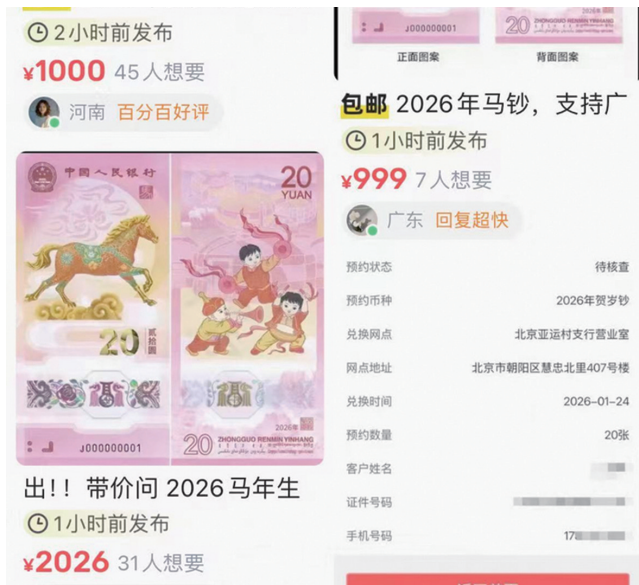 2小时前发布
¥1000 45人想要
河南 百分百好评
中国人民银行
20
YUAN
20
贰拾圆
J000000001
2026年
20 ZHONGGUO RENMIN YINHANG
出!! 带价问 2026马年生
1小时前发布
¥2026 31人想要
J000000001
2026年
20 ZHONGGUO RENMIN YINHANG
正面图案
背面图案
包邮 2026年马钞，支持广
1小时前发布
¥999 7人想要
广东 回复超快
预约状态 待核查
预约币种 2026年贺岁钞
兑换网点 北京亚运村支行营业室
网点地址 北京市朝阳区慧忠北里407号楼
兑换时间 2026-01-24
预约数量 20张
客户姓名
证件号码
手机号码 17